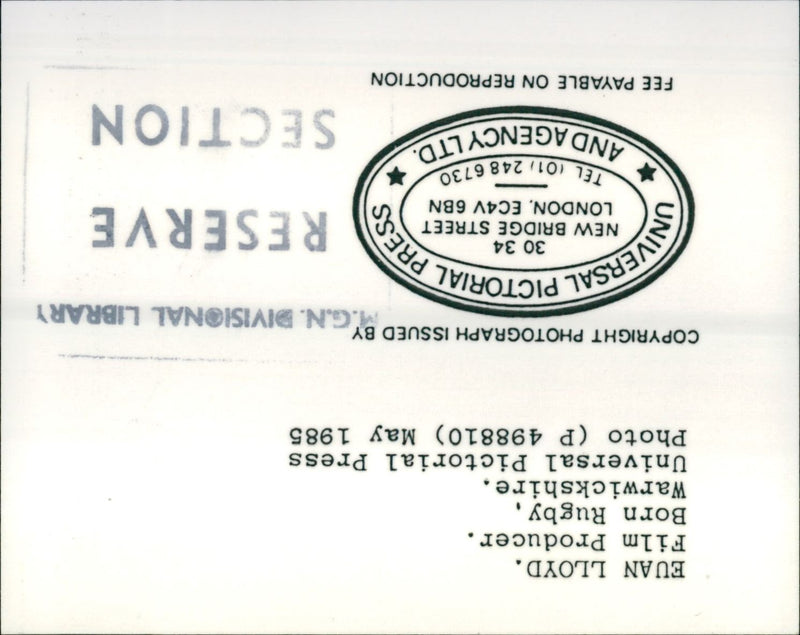 EUAN LLOYD.
Film Producer.
Born Rugby,
Warwickshire.
Universal Pictorial Press
Photo (P 498810) May 1985
COPYRIGHT PHOTOGRAPH ISSUED BY
UNIVERSAL PICTORIAL PRESS
30 34
NEW BRIDGE STREET
LONDON, EC4V 6BN
TEL (01) 248 6730
AND AGENCY LTD.
FEE PAYABLE ON REPRODUCTION
M.G.N. DIVISIONAL LIBRARY
RESERVE
SECTION